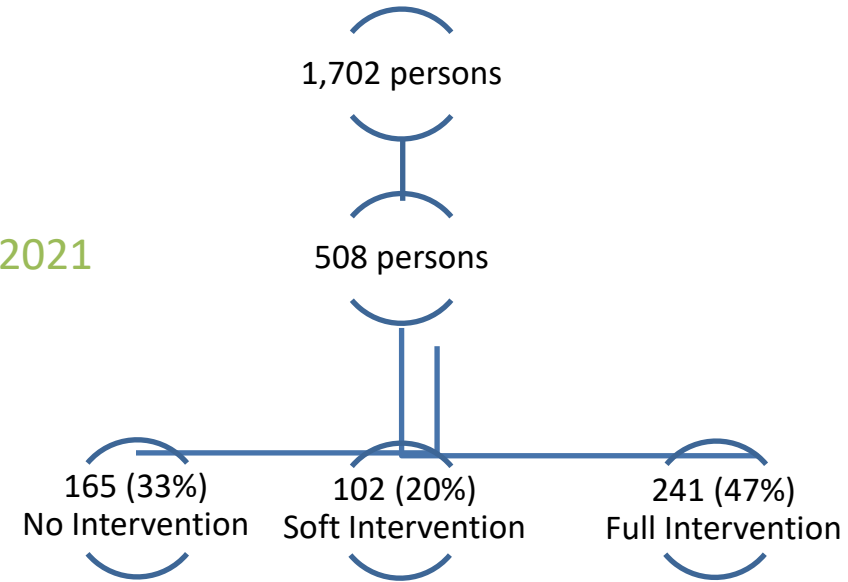 1,702 persons
2021
508 persons
165 (33%)
No Intervention
102 (20%)
Soft Intervention
241 (47%)
Full Intervention